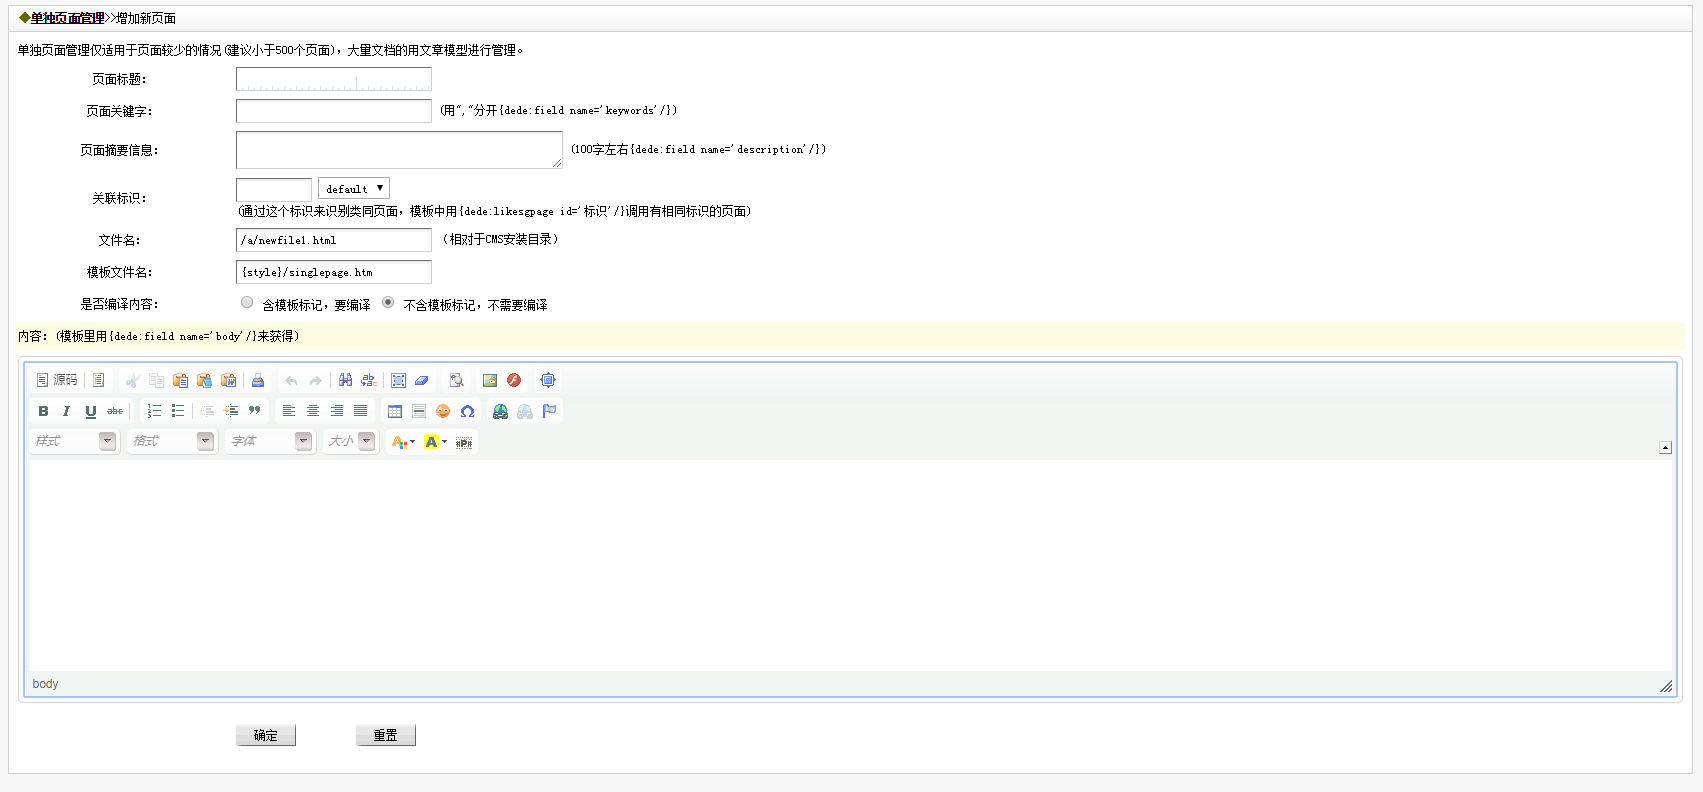 ◆单独页面管理>>增加新页面
单独页面管理仅适用于页面较少的情况(建议小于500个页面)，大量文档的用文章模型进行管理。
页面标题：
页面关键字： (用","分开{dede:field name='keywords'/})
页面摘要信息： (100字左右{dede:field name='description'/})
关联标识： default
(通过这个标识来识别类同页面，模板中用{dede:likesgpage id='标识'/}调用有相同标识的页面)
文件名： /a/newfile1.html （相对于CMS安装目录）
模板文件名： {style}/singlepage.htm
是否编译内容： 含模板标记，要编译 不含模板标记，不需要编译
内容：(模板里用{dede:field name='body'/}来获得)
源码
B I U abc
样式 格式 字体 大小 A A
body
确定 重置